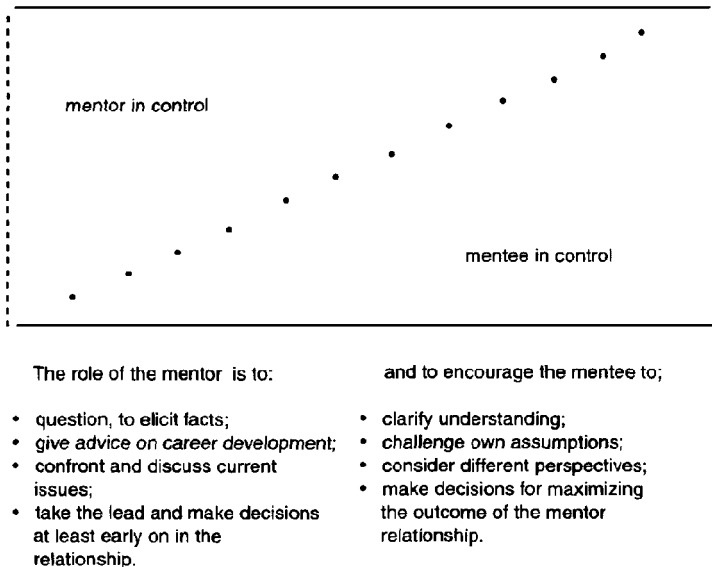 mentor in control
mentee in control
The role of the mentor is to:
• question, to elicit facts;
• give advice on career development;
• confront and discuss current
issues;
• take the lead and make decisions
at least early on in the
relationship.
and to encourage the mentee to;
• clarify understanding;
• challenge own assumptions;
• consider different perspectives;
• make decisions for maximizing
the outcome of the mentor
relationship.